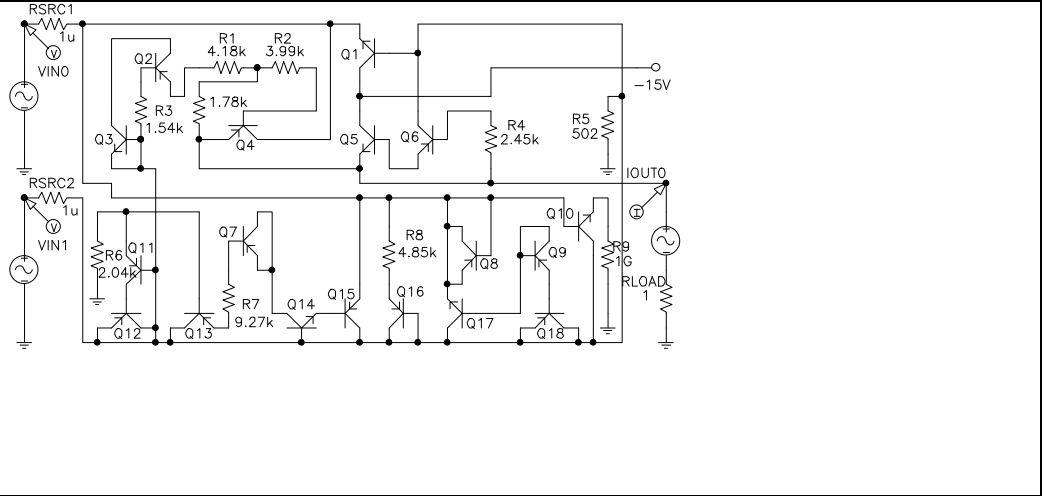 RSRC1
1u
VIN0
Q2
R1
4.18k
R2
3.99k
Q1
−15V
R3
1.54k
1.78k
Q3
Q4
Q5
Q6
R4
2.45k
R5
502
RSRC2
1u
VIN1
IOUT0
I
Q10
R6
2.04k
Q11
Q7
R8
4.85k
Q8
Q9
R9
1G
RLOAD
1
R7
9.27k
Q14
Q15
Q16
Q17
Q12
Q13
Q18
V
V